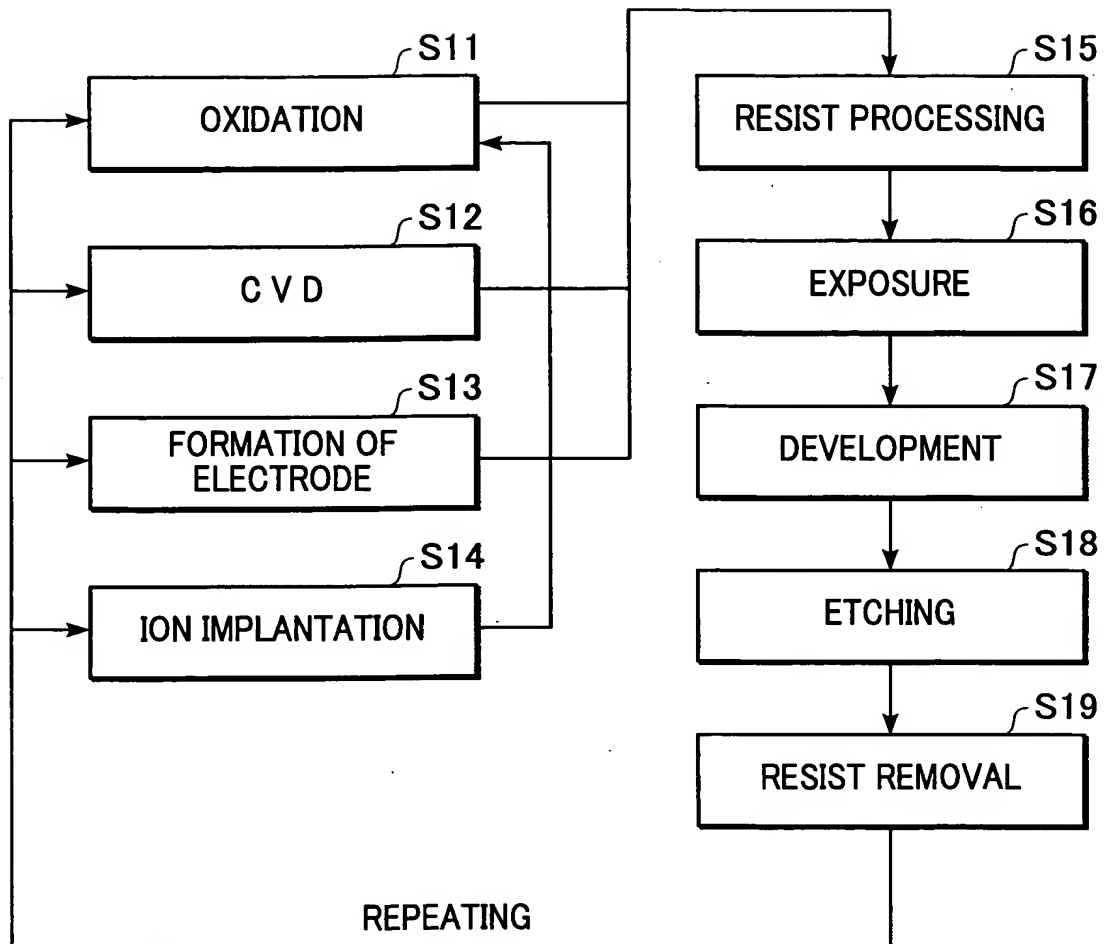 S11
OXIDATION
S12
C V D
S13
FORMATION OF
ELECTRODE
S14
ION IMPLANTATION
S15
RESIST PROCESSING
S16
EXPOSURE
S17
DEVELOPMENT
S18
ETCHING
S19
RESIST REMOVAL
REPEATING